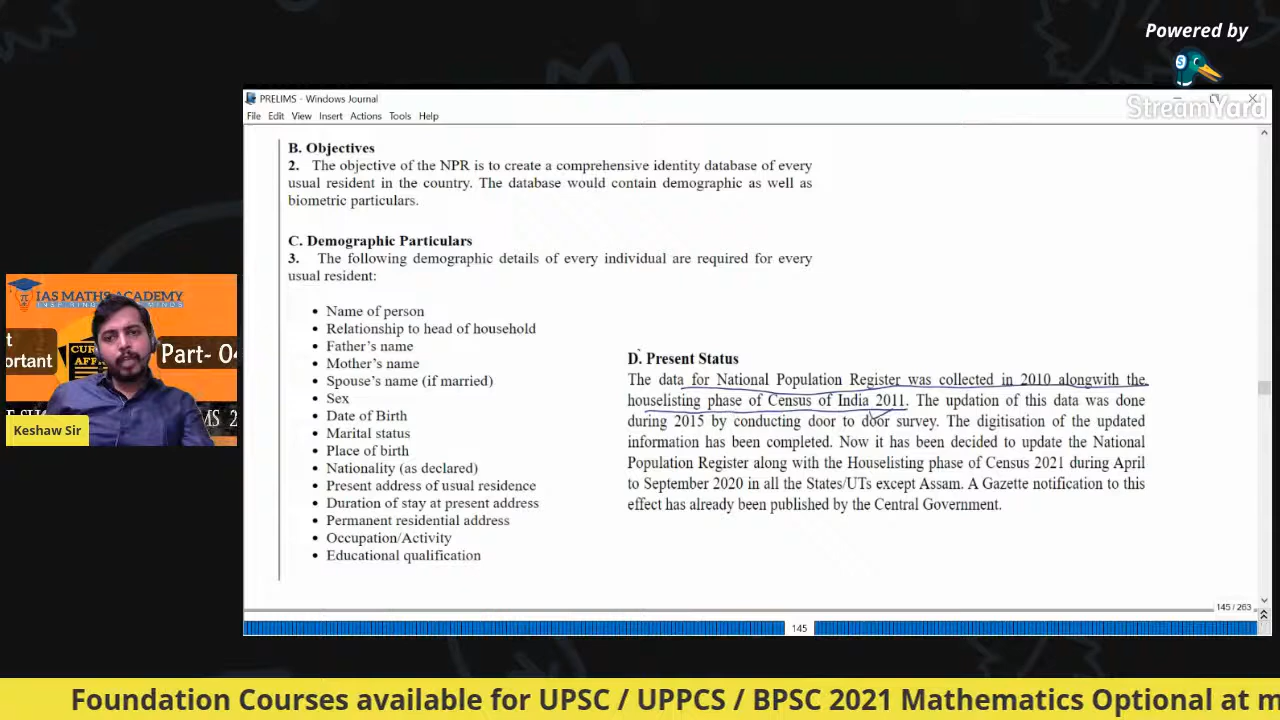 Powered by
S
StreamYard
PRELIMS - Windows Journal
File Edit View Insert Actions Tools Help
B. Objectives
2. The objective of the NPR is to create a comprehensive identity database of every
usual resident in the country. The database would contain demographic as well as
biometric particulars.
C. Demographic Particulars
3. The following demographic details of every individual are required for every
usual resident:
• Name of person
• Relationship to head of household
• Father's name
• Mother's name
• Spouse's name (if married)
• Sex
• Date of Birth
• Marital status
• Place of birth
• Nationality (as declared)
• Present address of usual residence
• Duration of stay at present address
• Permanent residential address
• Occupation/Activity
• Educational qualification
D. Present Status
The data for National Population Register was collected in 2010 alongwith the
houselisting phase of Census of India 2011. The updation of this data was done
during 2015 by conducting door to door survey. The digitisation of the updated
information has been completed. Now it has been decided to update the National
Population Register along with the Houselisting phase of Census 2021 during April
to September 2020 in all the States/UTs except Assam. A Gazette notification to this
effect has already been published by the Central Government.
145 / 263
145
IAS MATHS ACADEMY
Part- 04
Keshaw Sir
Foundation Courses available for UPSC / UPPCS / BPSC 2021 Mathematics Optional at m